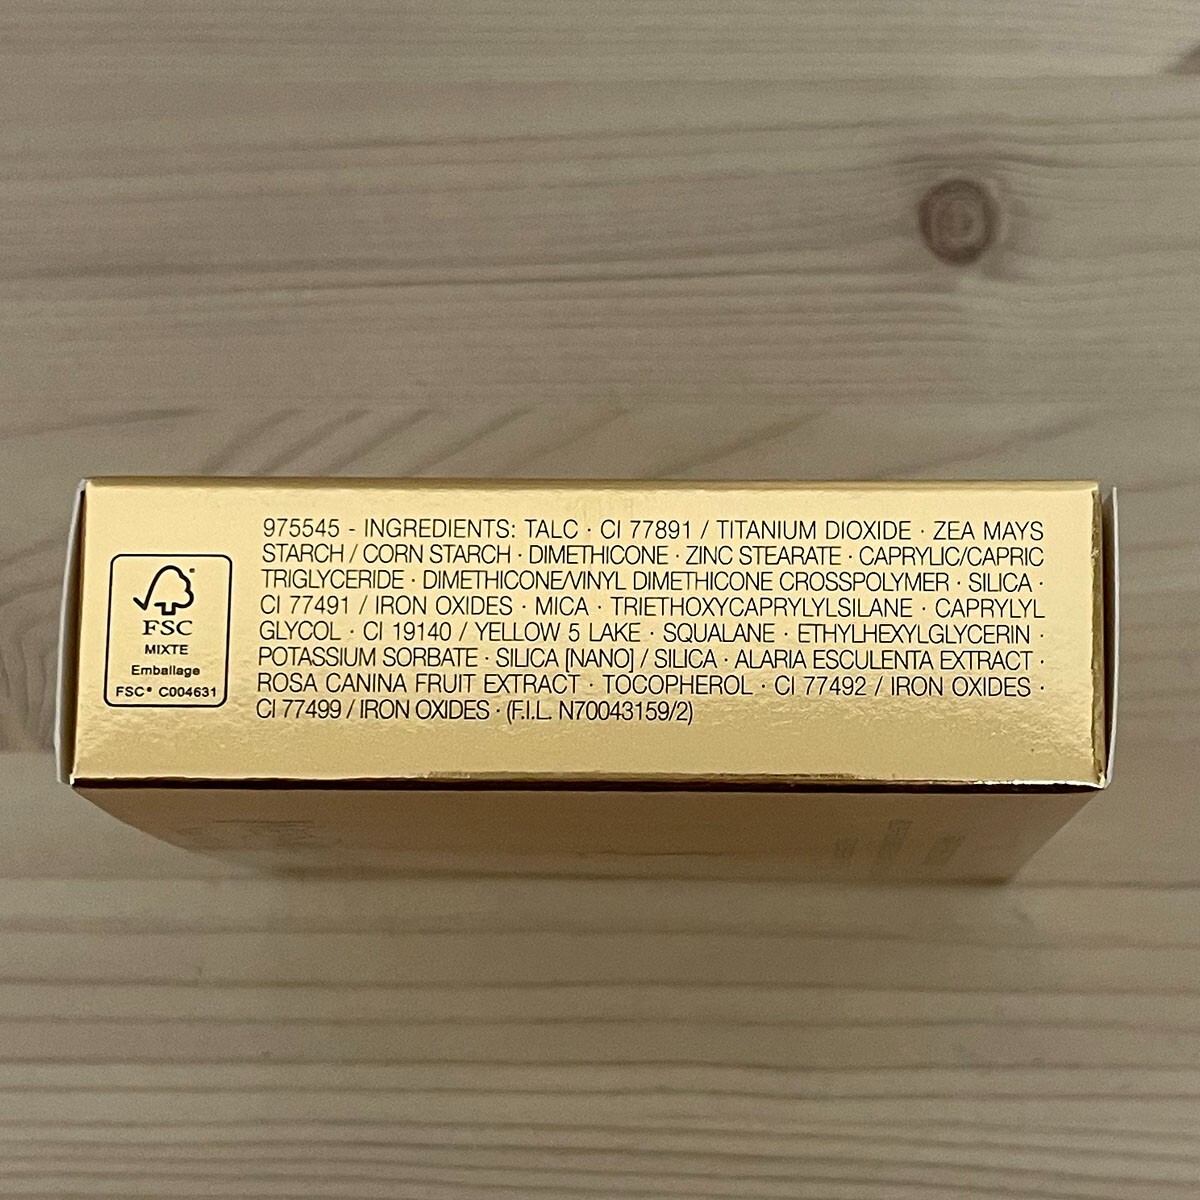 975545 - INGREDIENTS: TALC · CI 77891 / TITANIUM DIOXIDE · ZEA MAYS
STARCH / CORN STARCH · DIMETHICONE · ZINC STEARATE · CAPRYLIC/CAPRIC
TRIGLYCERIDE · DIMETHICONE/VINYL DIMETHICONE CROSSPOLYMER · SILICA ·
CI 77491 / IRON OXIDES · MICA · TRIETHOXYCAPRYLYLSILANE · CAPRYLYL
GLYCOL · CI 19140 / YELLOW 5 LAKE · SQUALANE · ETHYLHEXYLGLYCERIN ·
POTASSIUM SORBATE · SILICA [NANO] / SILICA · ALARIA ESCULENTA EXTRACT ·
ROSA CANINA FRUIT EXTRACT · TOCOPHEROL · CI 77492 / IRON OXIDES ·
CI 77499 / IRON OXIDES · (F.I.L. N70043159/2)
FSC
MIXTE
Emballage
FSC® C004631